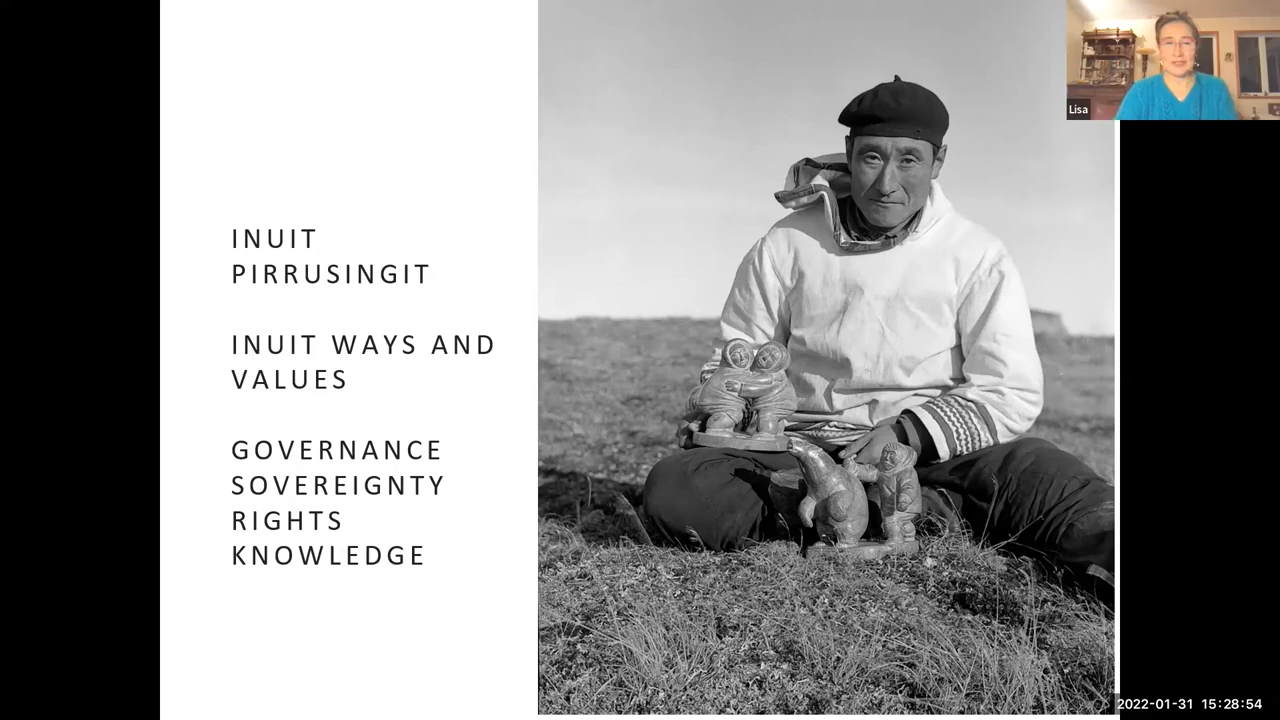 INUIT
PIRRUSINGIT
INUIT WAYS AND
VALUES
GOVERNANCE
SOVEREIGNTY
RIGHTS
KNOWLEDGE
Lisa
2022-01-31 15:28:54